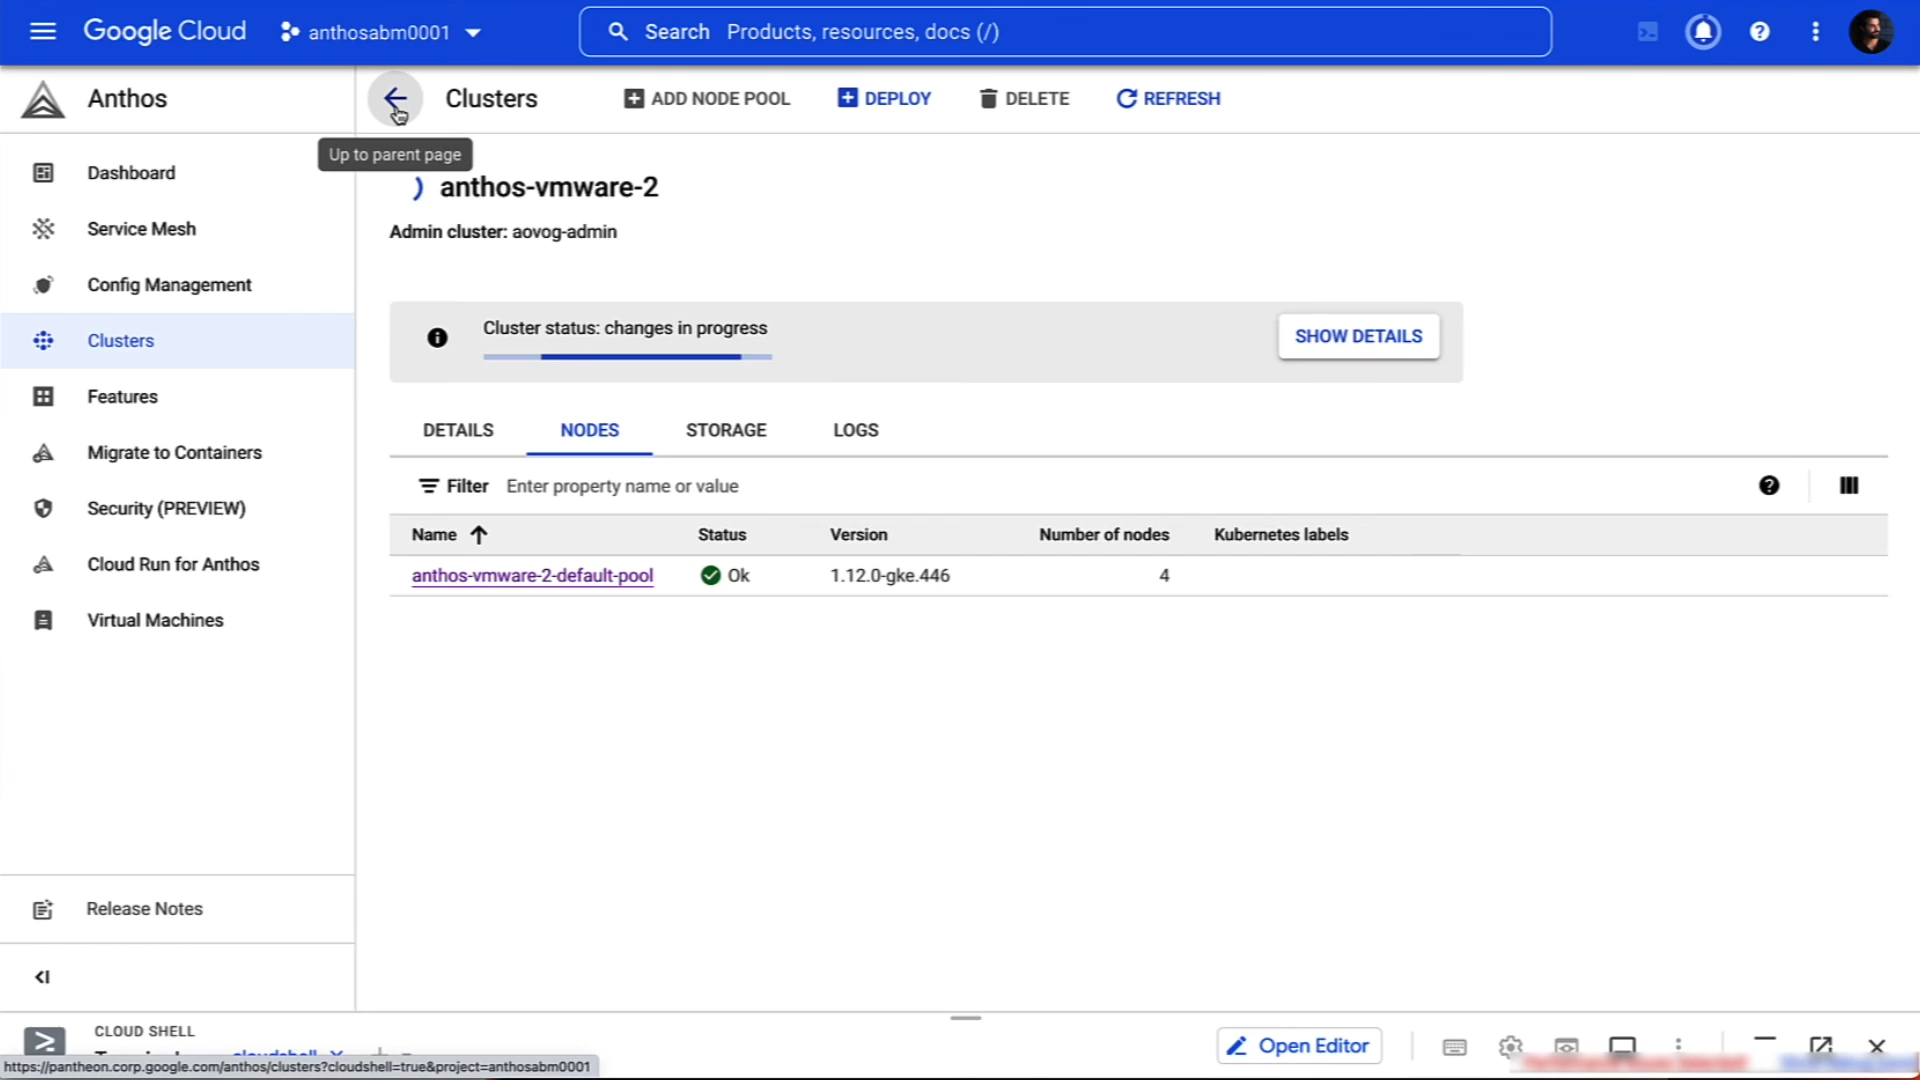 Google Cloud
anthosabm0001
Search Products, resources, docs (/)
Anthos
Clusters
ADD NODE POOL
DEPLOY
DELETE
REFRESH
Up to parent page
Dashboard
Service Mesh
Config Management
Clusters
Features
Migrate to Containers
Security (PREVIEW)
Cloud Run for Anthos
Virtual Machines
Release Notes
anthos-vmware-2
Admin cluster: aovog-admin
Cluster status: changes in progress
SHOW DETAILS
DETAILS NODES STORAGE LOGS
Filter Enter property name or value
Name Status Version Number of nodes Kubernetes labels
anthos-vmware-2-default-pool Ok 1.12.0-gke.446 4
CLOUD SHELL
Open Editor
https://pantheon.corp.google.com/anthos/clusters?cloudshell=true&project=anthosabm0001